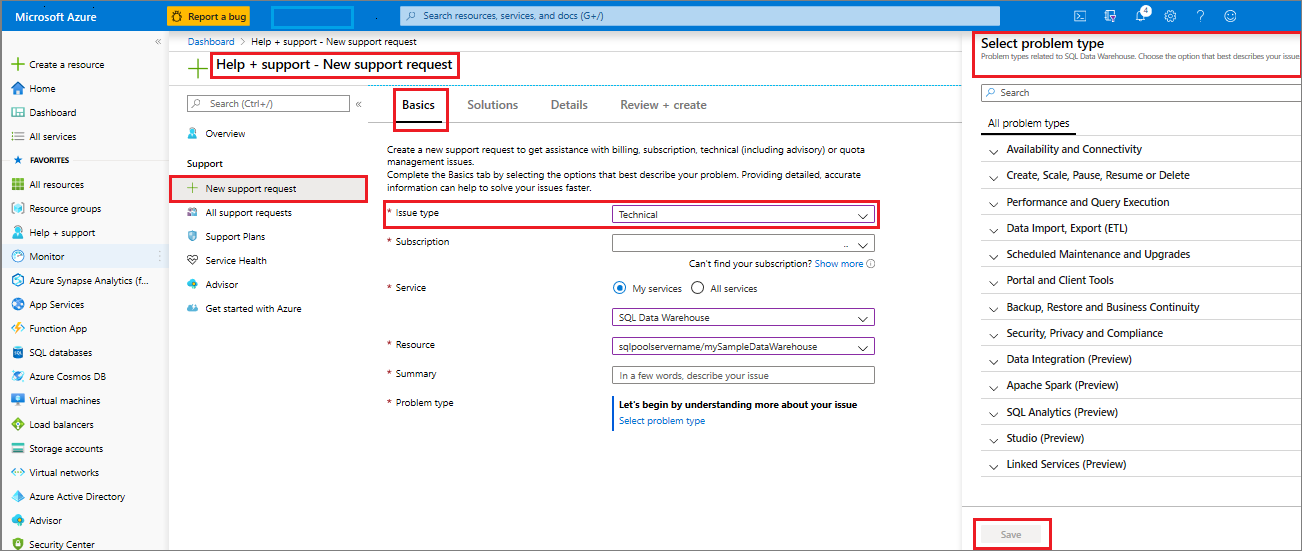 Microsoft Azure
Report a bug
Search resources, services, and docs (G+/)
4
?
«
Create a resource
Home
Dashboard
All services
FAVORITES
All resources
Resource groups
Help + support
Monitor
Azure Synapse Analytics (f...
App Services
Function App
SQL databases
Azure Cosmos DB
Virtual machines
Load balancers
Storage accounts
Virtual networks
Azure Active Directory
Advisor
Security Center
Dashboard > Help + support - New support request
Help + support - New support request
Search (Ctrl+/)
«
Overview
Support
New support request
All support requests
Support Plans
Service Health
Advisor
Get started with Azure
Basics Solutions Details Review + create
Create a new support request to get assistance with billing, subscription, technical (including advisory) or quota
management issues.
Complete the Basics tab by selecting the options that best describe your problem. Providing detailed, accurate
information can help to solve your issues faster.
* Issue type Technical
* Subscription ..
Can't find your subscription? Show more
* Service My services All services
SQL Data Warehouse
* Resource sqlpoolservername/mySampleDataWarehouse
* Summary In a few words, describe your issue
* Problem type Let's begin by understanding more about your issue
Select problem type
Select problem type
Problem types related to SQL Data Warehouse. Choose the option that best describes your issue
Search
All problem types
Availability and Connectivity
Create, Scale, Pause, Resume or Delete
Performance and Query Execution
Data Import, Export (ETL)
Scheduled Maintenance and Upgrades
Portal and Client Tools
Backup, Restore and Business Continuity
Security, Privacy and Compliance
Data Integration (Preview)
Apache Spark (Preview)
SQL Analytics (Preview)
Studio (Preview)
Linked Services (Preview)
Save